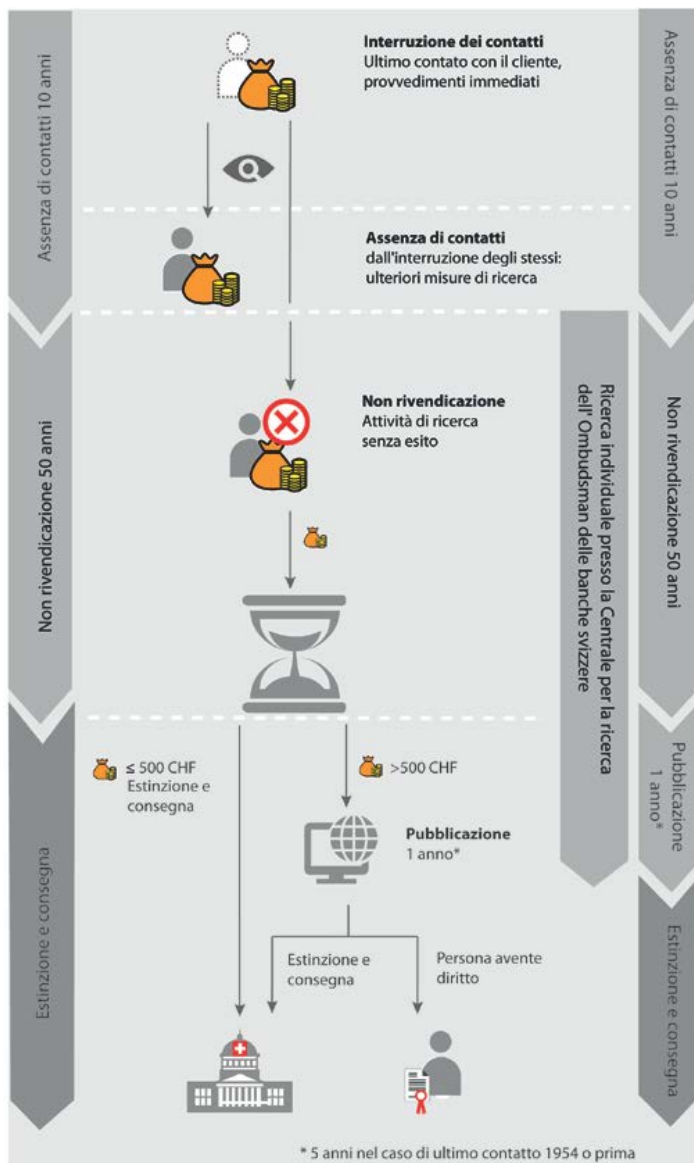 Assenza di contatti 10 anni
Interruzione dei contatti
Ultimo contato con il cliente,
provvedimenti immediati
Assenza di contatti 10 anni
Assenza di contatti
dall'interruzione degli stessi:
ulteriori misure di ricerca
Non rivendicazione 50 anni
Non rivendicazione
Attività di ricerca
senza esito
Ricerca individuale presso la Centrale per la ricerca
dell' Ombudsman delle banche svizzere
Non rivendicazione 50 anni
≤ 500 CHF
Estinzione e
consegna
>500 CHF
Pubblicazione
1 anno*
Pubblicazione
1 anno*
Estinzione e consegna
Estinzione e
consegna
Persona avente
diritto
Estinzione e consegna
* 5 anni nel caso di ultimo contatto 1954 o prima